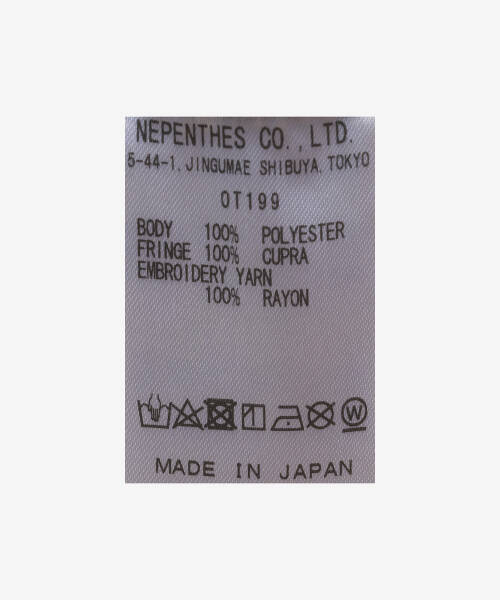 NEPENTHES CO.,LTD.
5-44-1, JINGUMAE SHIBUYA, TOKYO
OT199
BODY 100% POLYESTER
FRINGE 100% CUPRA
EMBROIDERY YARN
100% RAYON
W
MADE IN JAPAN